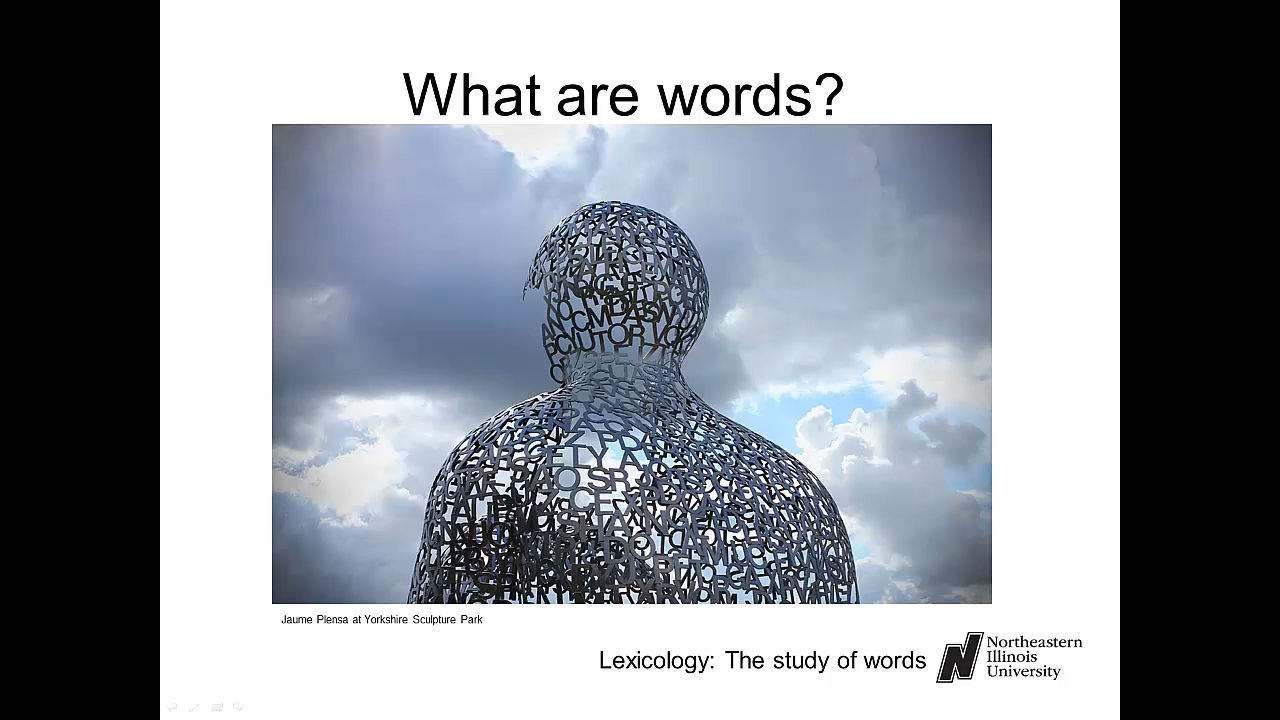 What are words?
Jaume Plensa at Yorkshire Sculpture Park
Lexicology: The study of words
Northeastern
Illinois
University